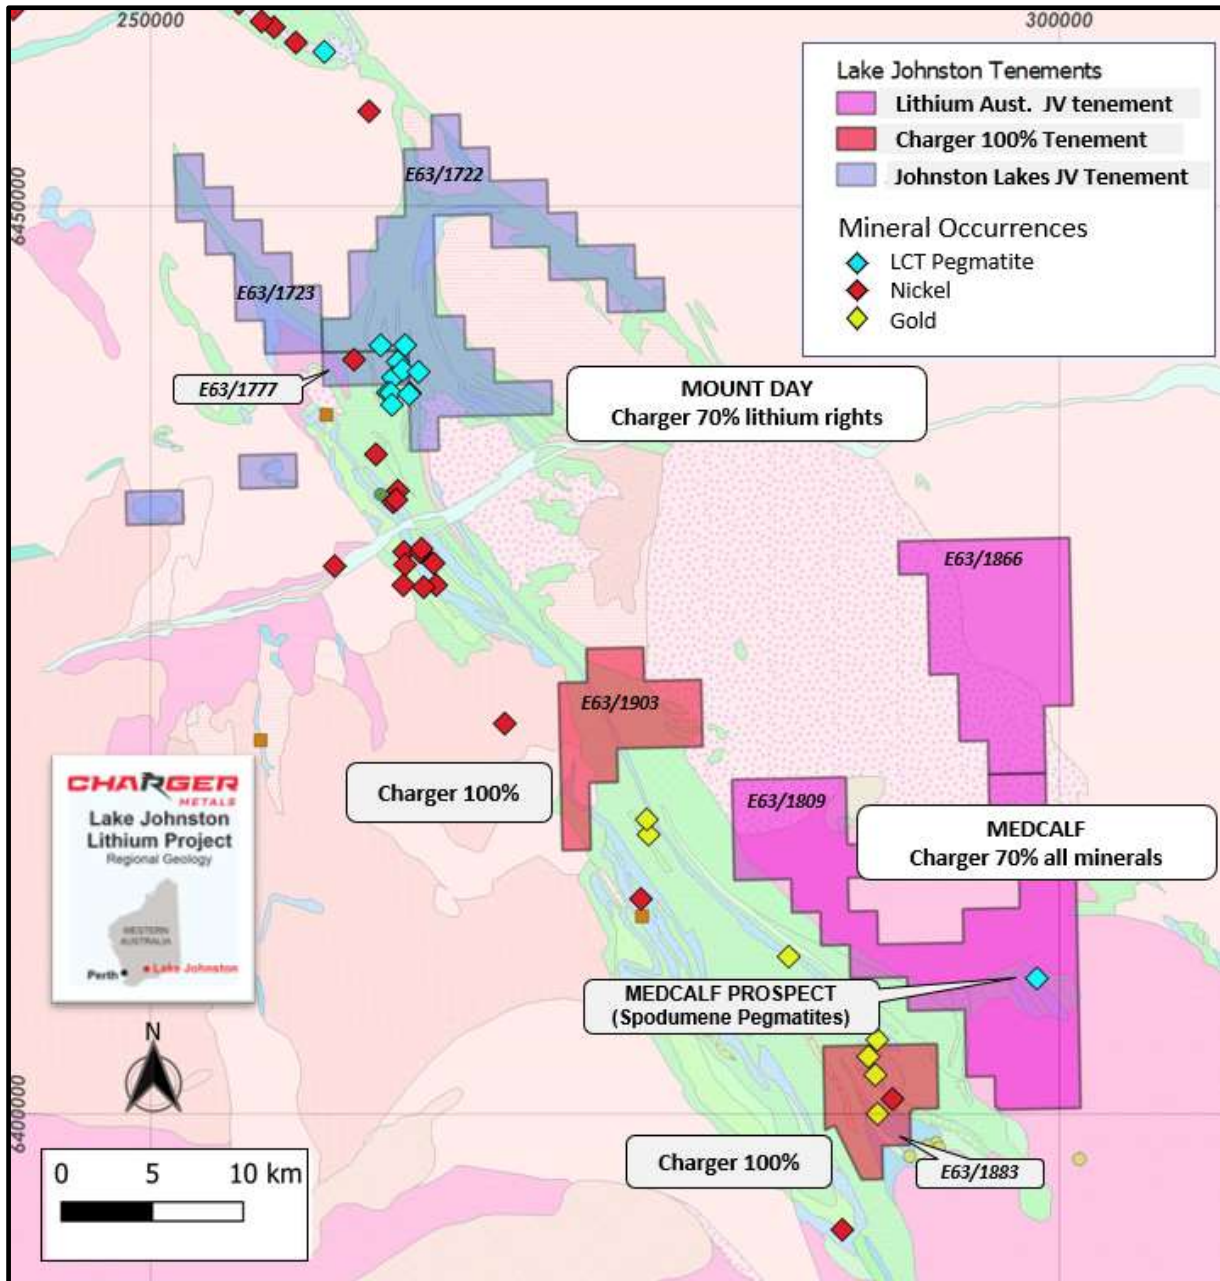 250000
300000
Lake Johnston Tenements
Lithium Aust. JV tenement
Charger 100% Tenement
Johnston Lakes JV Tenement
Mineral Occurrences
LCT Pegmatite
Nickel
Gold
6450000
E63/1722
E63/1723
E63/1777
MOUNT DAY
Charger 70% lithium rights
E63/1866
E63/1903
Charger 100%
E63/1809
MEDCALF
Charger 70% all minerals
CHARGER
METALS
Lake Johnston
Lithium Project
Regional Geology
WESTERN
AUSTRALIA
Perth
Lake Johnston
MEDCALF PROSPECT
(Spodumene Pegmatites)
N
6400000
Charger 100%
E63/1883
0 5 10 km